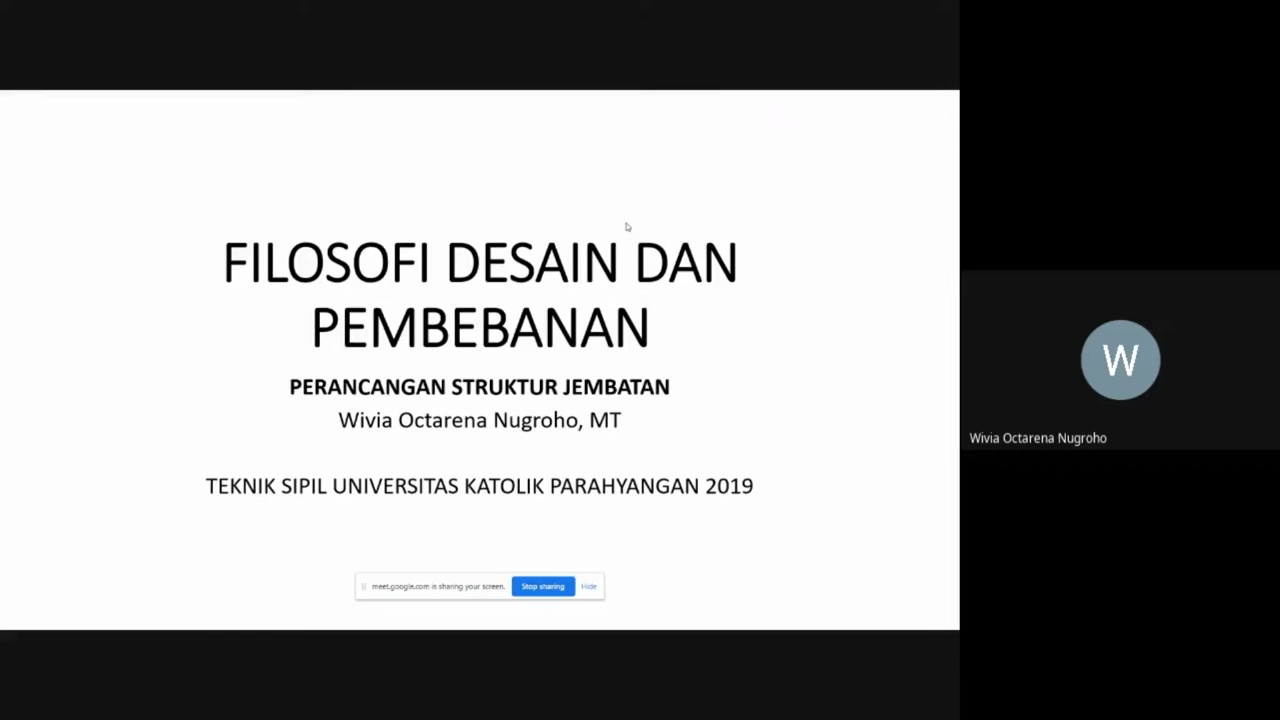 FILOSOFI DESAIN DAN
PEMBEBANAN
PERANCANGAN STRUKTUR JEMBATAN
Wivia Octarena Nugroho, MT
TEKNIK SIPIL UNIVERSITAS KATOLIK PARAHYANGAN 2019
meet.google.com is sharing your screen. Stop sharing Hide
W
Wivia Octarena Nugroho